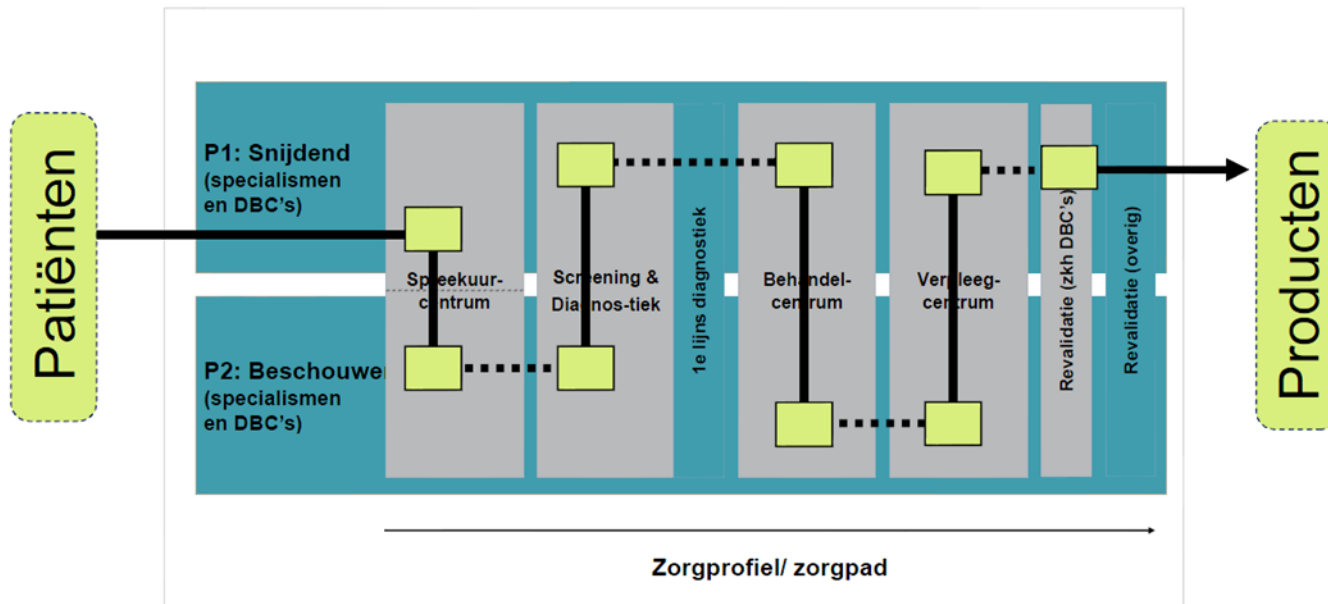 Patiënten
P1: Snijdend
(specialismen
en DBC's)
P2: Beschouwen
(specialismen
en DBC's)
Spreekuur-
centrum
Screening &
Diagnos-tiek
1e lijns diagnostiek
Behandel-
centrum
Verpleeg-
centrum
Revalidatie (zkh DBC's)
Revalidatie (overig)
Producten
Zorgprofiel/ zorgpad